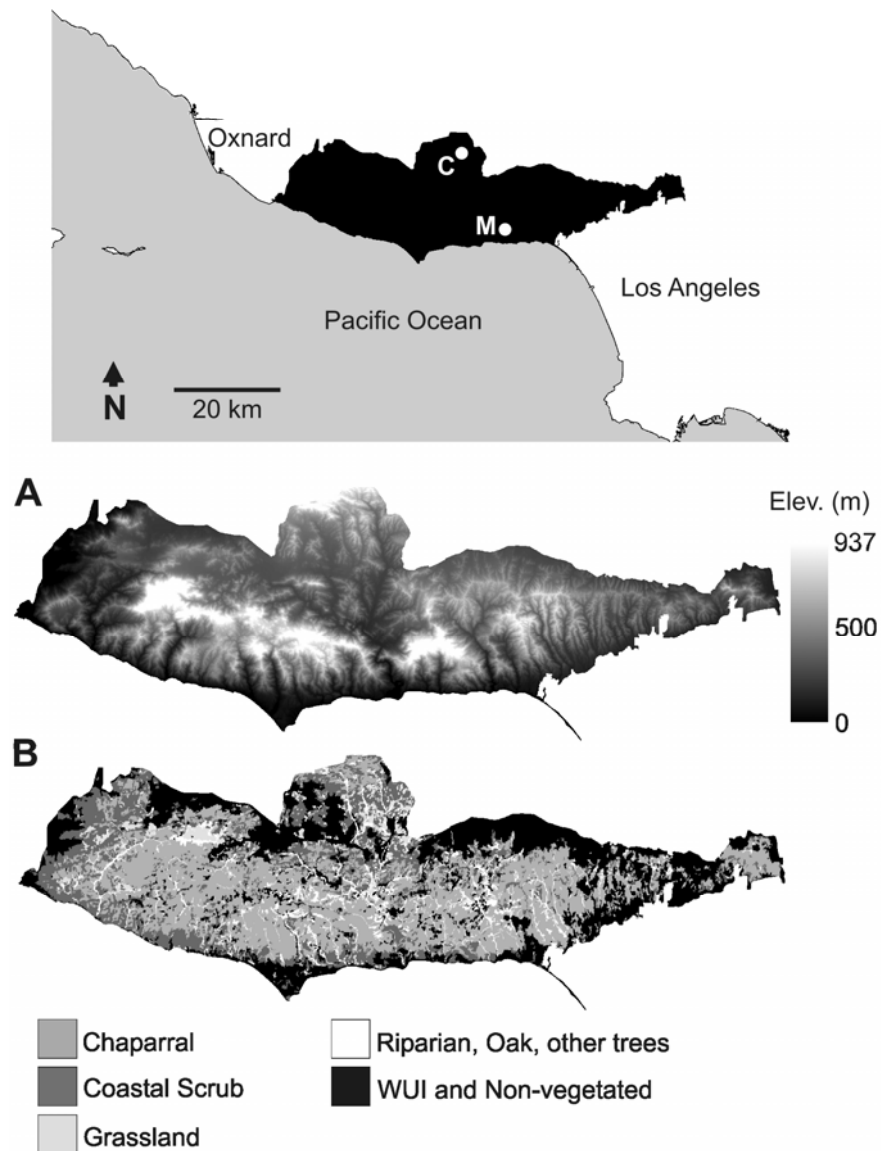 Oxnard
C
M
Los Angeles
Pacific Ocean
N
20 km
A
Elev. (m)
937
500
0
B
Chaparral
Riparian, Oak, other trees
Coastal Scrub
WUI and Non-vegetated
Grassland